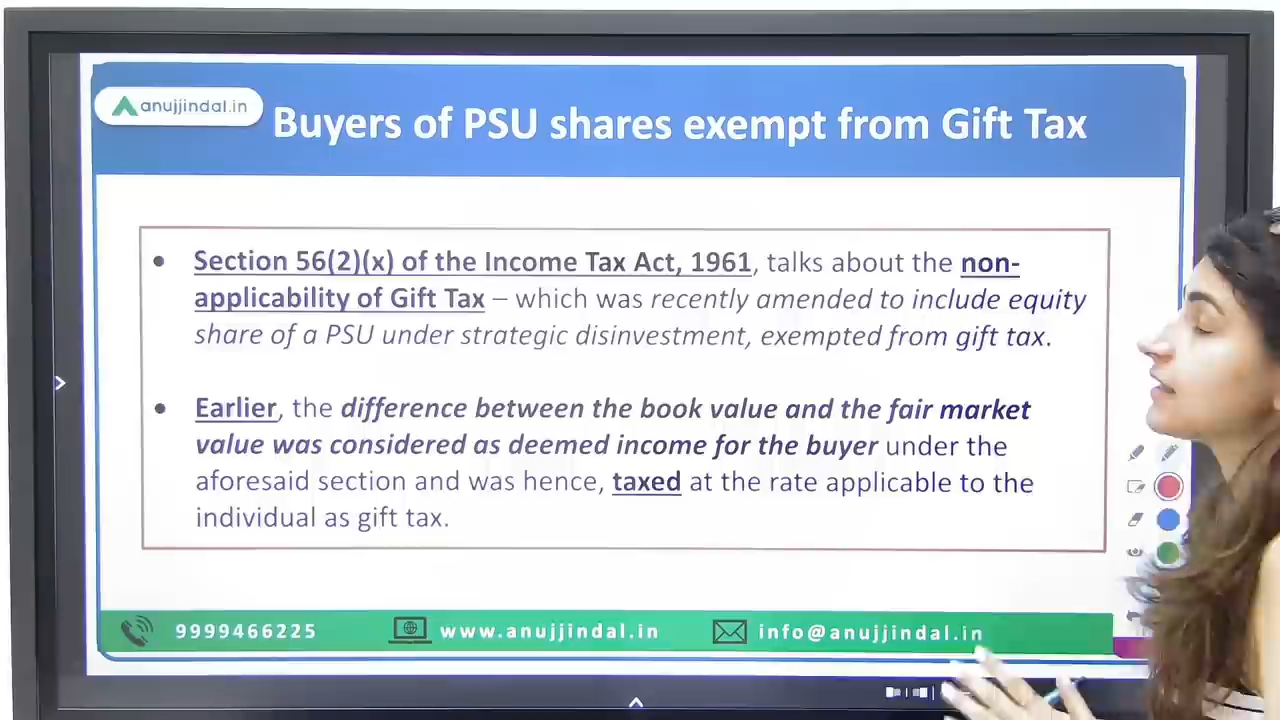 anujjindal.in
Buyers of PSU shares exempt from Gift Tax
• Section 56(2)(x) of the Income Tax Act, 1961, talks about the non-
applicability of Gift Tax – which was recently amended to include equity
share of a PSU under strategic disinvestment, exempted from gift tax.
• Earlier, the difference between the book value and the fair market
value was considered as deemed income for the buyer under the
aforesaid section and was hence, taxed at the rate applicable to the
individual as gift tax.
9999466225 www.anujjindal.in info@anujjindal.in